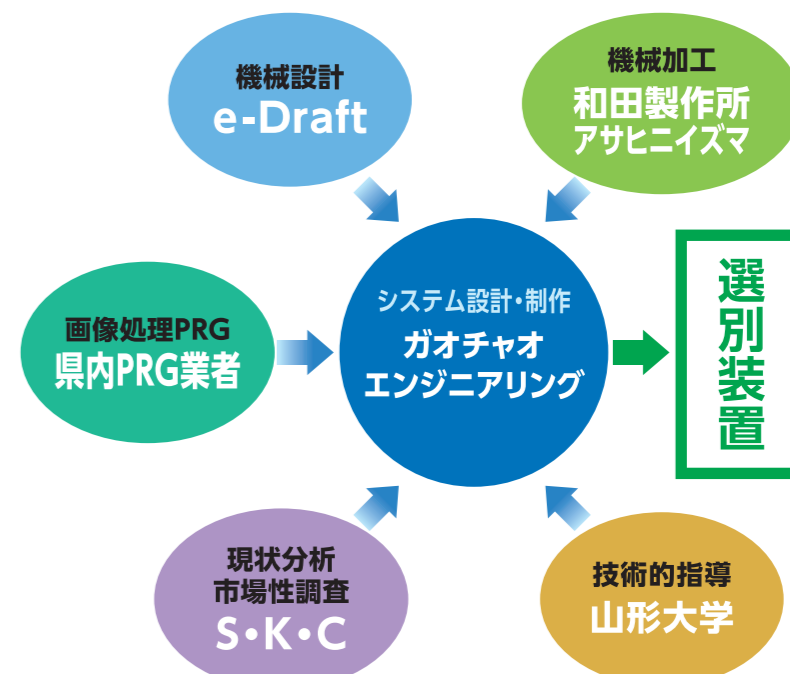 機械設計
e-Draft
機械加工
和田製作所
アサヒニイズマ
システム設計・制作
ガオチャオ
エンジニアリング
選別装置
画像処理PRG
県内PRG業者
現状分析
市場性調査
S・K・C
技術的指導
山形大学